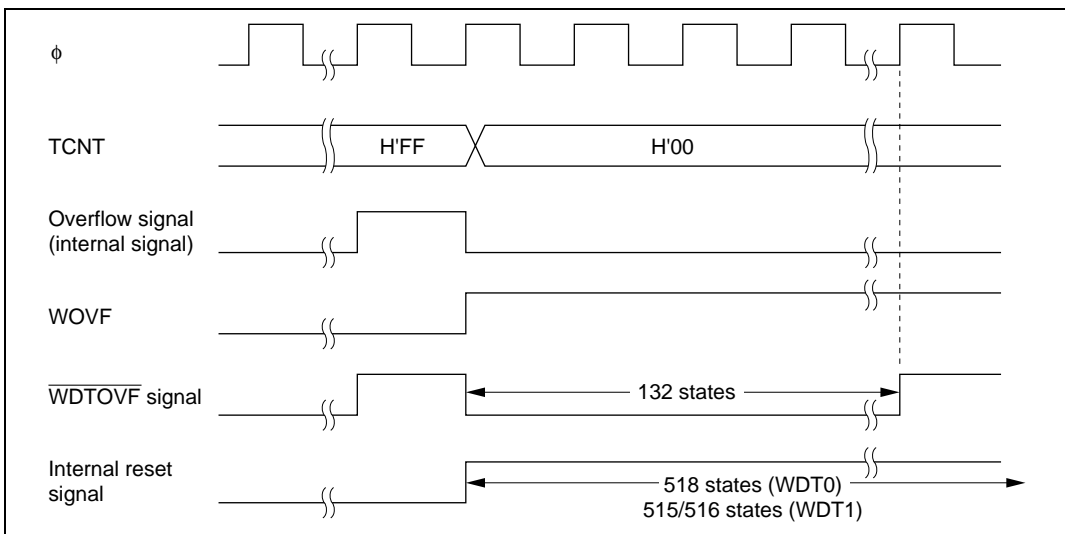 ϕ
TCNT
H'FF
H'00
Overflow signal
(internal signal)
WOVF
WDTOVF signal
132 states
Internal reset
signal
518 states (WDT0)
515/516 states (WDT1)